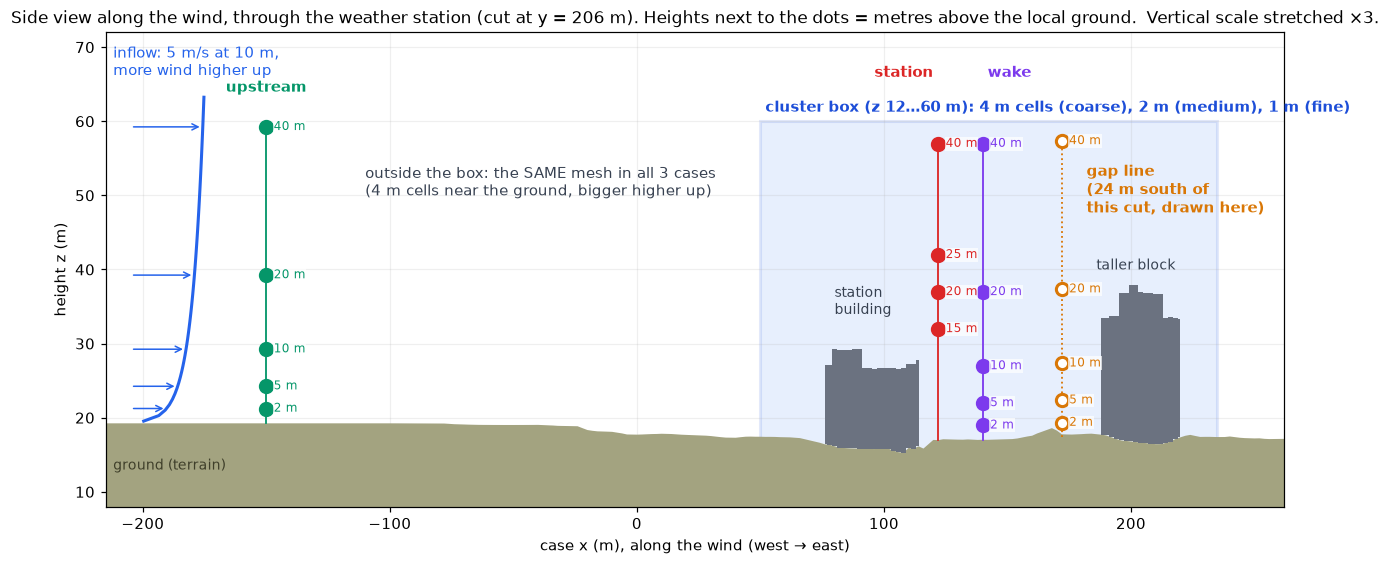 Side view along the wind, through the weather station (cut at y = 206 m). Heights next to the dots = metres above the local ground.  Vertical scale stretched ×3.
inflow: 5 m/s at 10 m,
more wind higher up
upstream
station
wake
cluster box (z 12…60 m): 4 m cells (coarse), 2 m (medium), 1 m (fine)
outside the box: the SAME mesh in all 3 cases
(4 m cells near the ground, bigger higher up)
gap line
(24 m south of
this cut, drawn here)
taller block
station
building
40 m
20 m
10 m
5 m
2 m
40 m
25 m
20 m
15 m
40 m
20 m
10 m
5 m
2 m
40 m
20 m
10 m
5 m
2 m
ground (terrain)
height z (m)
70
60
50
40
30
20
10
−200
−100
0
100
200
case x (m), along the wind (west → east)